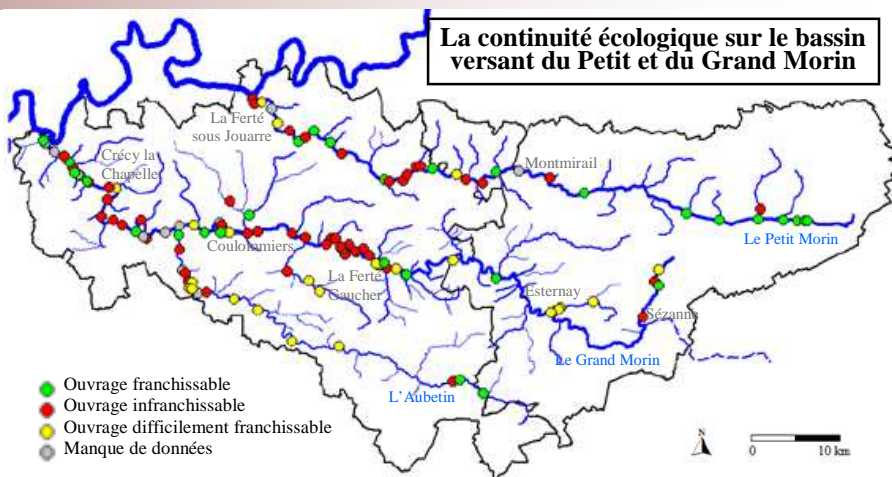 La continuité écologique sur le bassin
versant du Petit et du Grand Morin
La Ferté
sous Jouarre
Crécy la
Chapelle
Montmirail
Coulommiers
Le Petit Morin
La Ferté
Gaucher
Esternay
Sézanne
Le Grand Morin
L'Aubetin
Ouvrage franchissable
Ouvrage infranchissable
Ouvrage difficilement franchissable
Manque de données
N
0 10 km